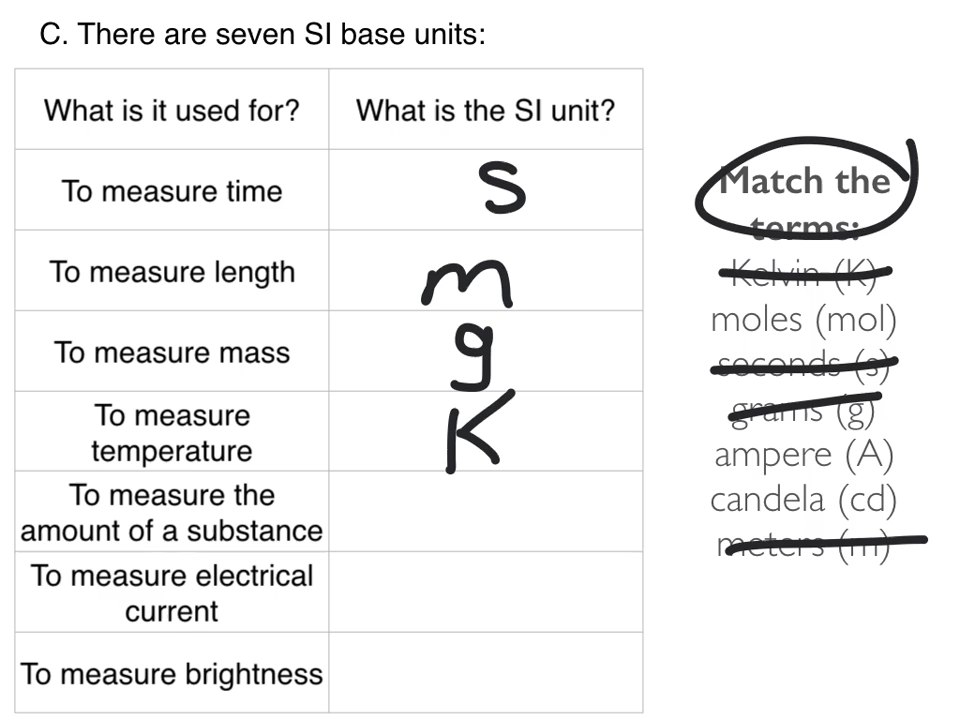 C. There are seven SI base units:
What is it used for? What is the SI unit?
To measure time s
To measure length m
To measure mass g
To measure
temperature K
To measure the
amount of a substance
To measure electrical
current
To measure brightness
Match the
terms:
Kelvin (K)
moles (mol)
seconds (s)
grams (g)
ampere (A)
candela (cd)
meters (m)